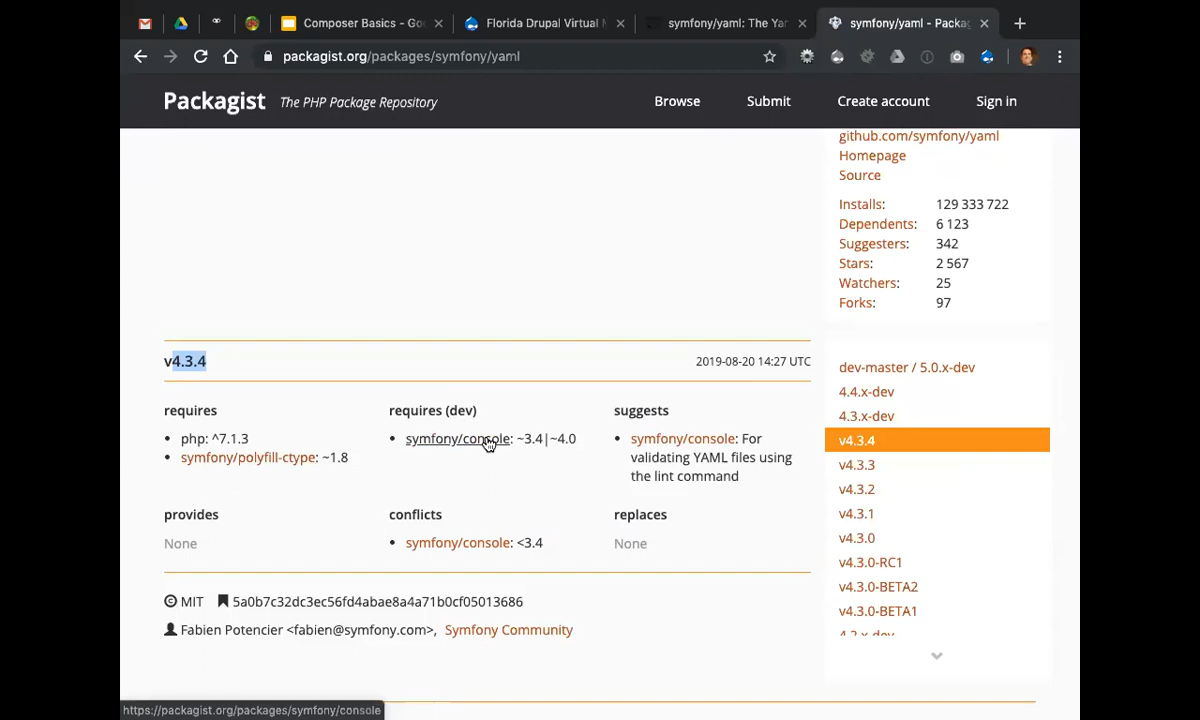 Composer Basics - Go
Florida Drupal Virtual M
symfony/yaml: The Ya
symfony/yaml - Packag
packagist.org/packages/symfony/yaml
Packagist The PHP Package Repository
Browse Submit Create account Sign in
github.com/symfony/yaml
Homepage
Source
Installs: 129 333 722
Dependents: 6 123
Suggesters: 342
Stars: 2 567
Watchers: 25
Forks: 97
v4.3.4 2019-08-20 14:27 UTC
requires
php: ^7.1.3
symfony/polyfill-ctype: ~1.8
requires (dev)
symfony/console: ~3.4|~4.0
suggests
symfony/console: For
validating YAML files using
the lint command
provides
None
conflicts
symfony/console: <3.4
replaces
None
MIT 5a0b7c32dc3ec56fd4abae8a4a71b0cf05013686
Fabien Potencier <fabien@symfony.com>, Symfony Community
dev-master / 5.0.x-dev
4.4.x-dev
4.3.x-dev
v4.3.4
v4.3.3
v4.3.2
v4.3.1
v4.3.0
v4.3.0-RC1
v4.3.0-BETA2
v4.3.0-BETA1
4.2.x-dev
https://packagist.org/packages/symfony/console